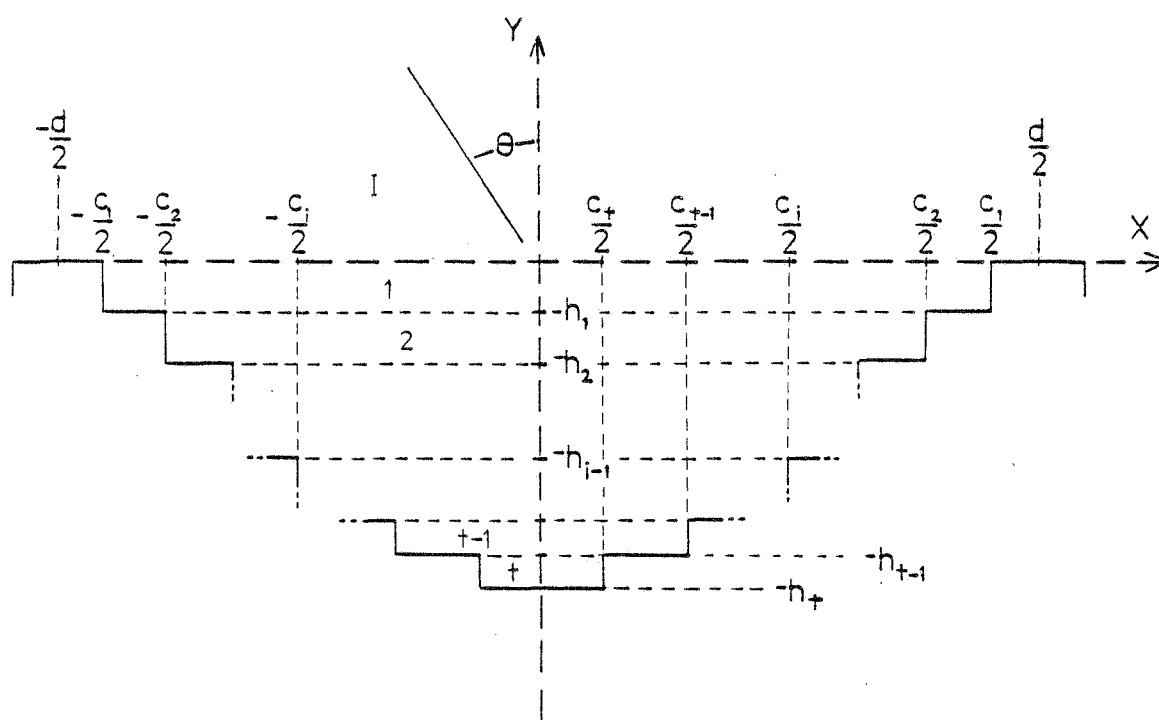 Y
-d/2
θ
d/2
I
-c₁/2
-c₂/2
-cᵢ/2
cₜ/2
cₜ₋₁/2
cᵢ/2
c₂/2
c₁/2
X
1
-h₁
2
-h₂
-hᵢ₋₁
t-1
t
-hₜ₋₁
-hₜ